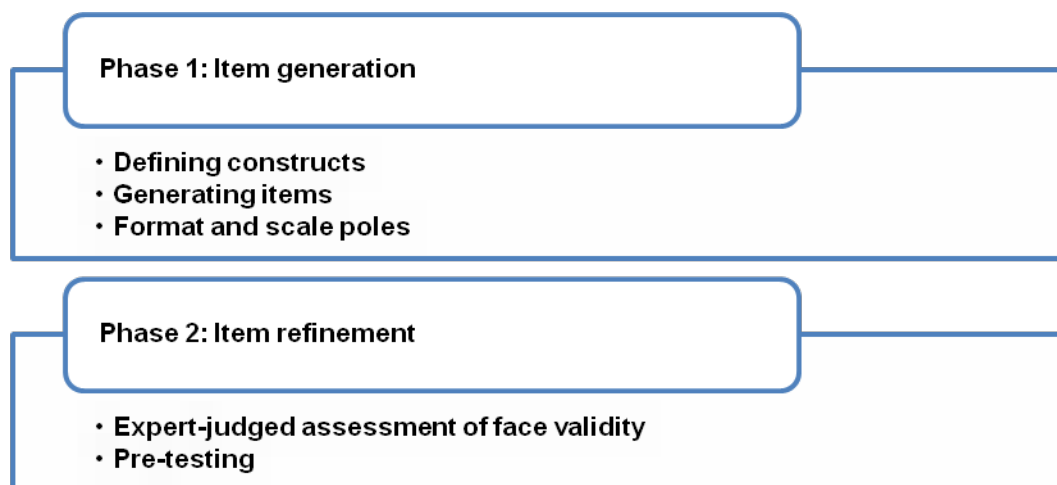 Phase 1: Item generation
• Defining constructs
• Generating items
• Format and scale poles
Phase 2: Item refinement
• Expert-judged assessment of face validity
• Pre-testing